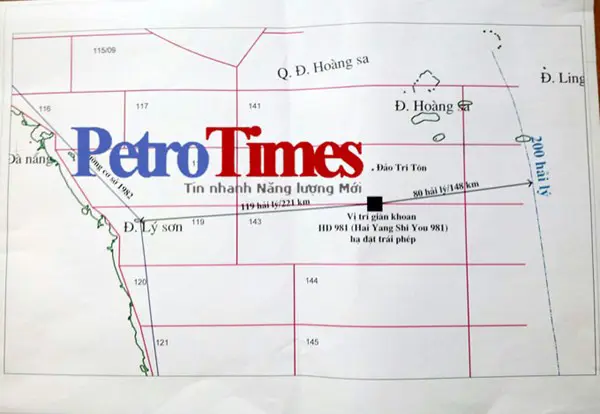 115/09
Q. Đ. Hoàng sa
Đ. Ling
116
117
141
Đ. Hoàng sa
PetroTimes
Tin nhanh Năng lượng Mới
Đà nẵng
cơ sở 1982
Đảo Tri Tôn
200 hải lý
80 hải lý/148 km
119 hải lý/221 km
Đ. Lý sơn
119
143
Vị trí giàn khoan
HD 981 (Hai Yang Shi You 981)
hạ đặt trái phép
120
144
121
145